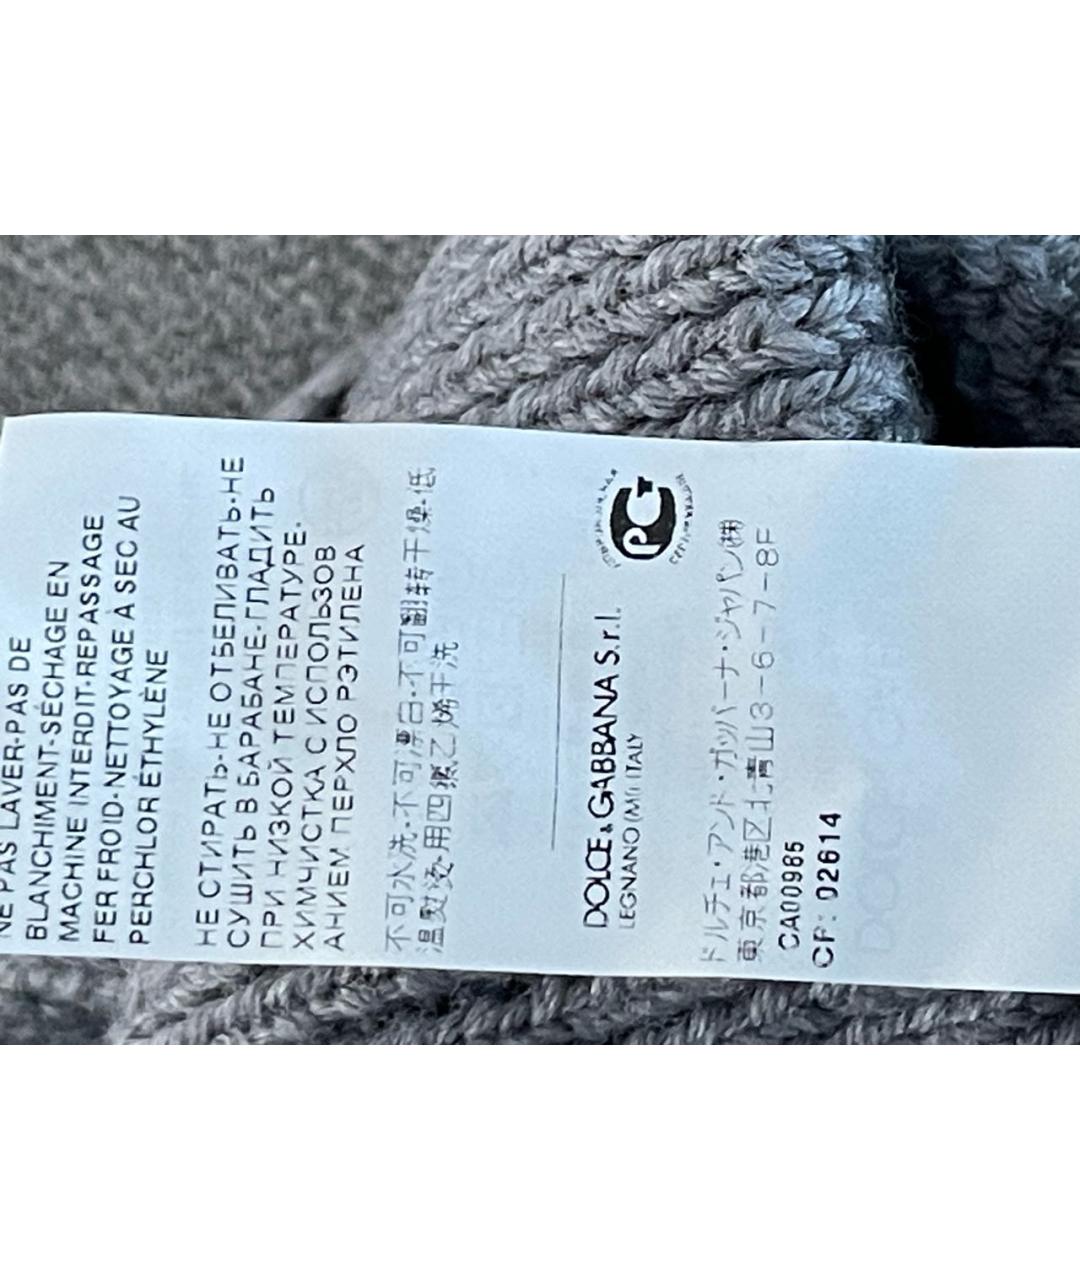 NE PAS LAVER-PAS DE
BLANCHIMENT-SÉCHAGE EN
MACHINE INTERDIT-REPASSAGE
FER FROID-NETTOYAGE À SEC AU
PERCHLOR ÉTHYLÈNE
НЕ СТИРАТЬ-НЕ ОТБЕЛИВАТЬ-НЕ
СУШИТЬ В БАРАБАНЕ-ГЛАДИТЬ
ПРИ НИЗКОЙ ТЕМПЕРАТУРЕ-
ХИМЧИСТКА С ИСПОЛЬЗОВ
АНИЕМ ПЕРХЛО РЭТИЛЕНА
不可水洗-不可漂白-不可翻转干燥-低
温熨烫-用四氯乙烯干洗
DOLCE & GABBANA S.r.l.
LEGNANO (MI) ITALY
РСТ
ドルチェ・アンド・ガッバーナ・ジャパン㈱
東京都港区北青山3-6-7-8F
CA00985
CF: 02614